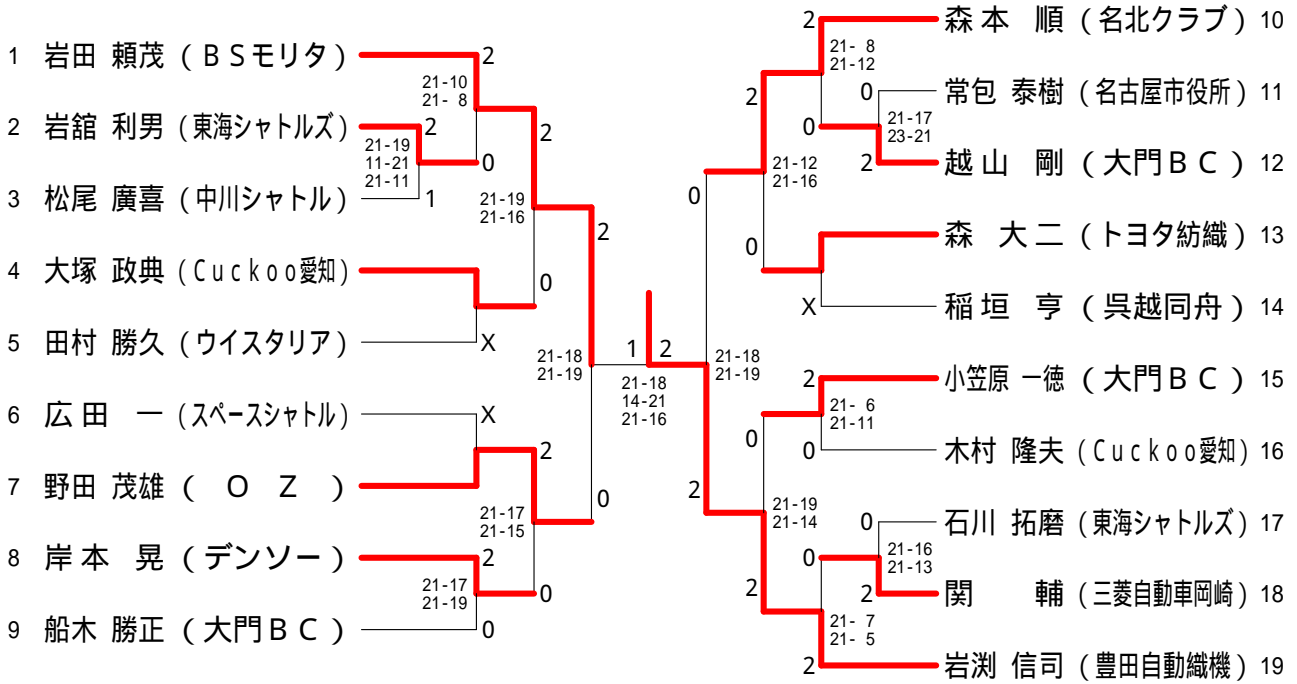 1 岩田 頼茂 (ＢＳモリタ)
2
21-10
21- 8
2 岩舘 利男 (東海シャトルズ)
2
2
21-19
11-21
21-11
0
3 松尾 廣喜 (中川シャトル)
1
21-19
21-16
2
4 大塚 政典 (Cuckoo愛知)
0
5 田村 勝久 (ウイスタリア)
X
21-18
21-19
6 広田 一 (スペースシャトル)
X
2
7 野田 茂雄 ( Ｏ Ｚ )
0
21-17
21-15
8 岸本 晃 (デンソー)
2
21-17
21-19
0
9 船木 勝正 (大門ＢＣ)
0
1 2
21-18
14-21
21-16
2
森本 順 (名北クラブ) 10
21- 8
21-12
2
0
常包 泰樹 (名古屋市役所) 11
21-17
23-21
0
2
越山 剛 (大門ＢＣ) 12
21-12
21-16
0
森 大二 (トヨタ紡織) 13
0
X
稲垣 亨 (呉越同舟) 14
21-18
21-19
2
小笠原 一徳 (大門ＢＣ) 15
21- 6
21-11
0
0
木村 隆夫 (Cuckoo愛知) 16
2
21-19
21-14
0
石川 拓磨 (東海シャトルズ) 17
21-16
21-13
0
2
2
関 輔 (三菱自動車岡崎) 18
21- 7
21- 5
2
岩渕 信司 (豊田自動織機) 19